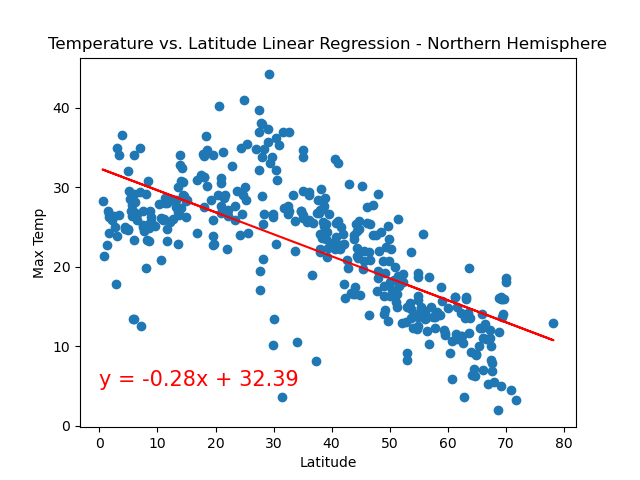 Temperature vs. Latitude Linear Regression - Northern Hemisphere
Max Temp
40
30
20
10
0
y = -0.28x + 32.39
0 10 20 30 40 50 60 70 80
Latitude